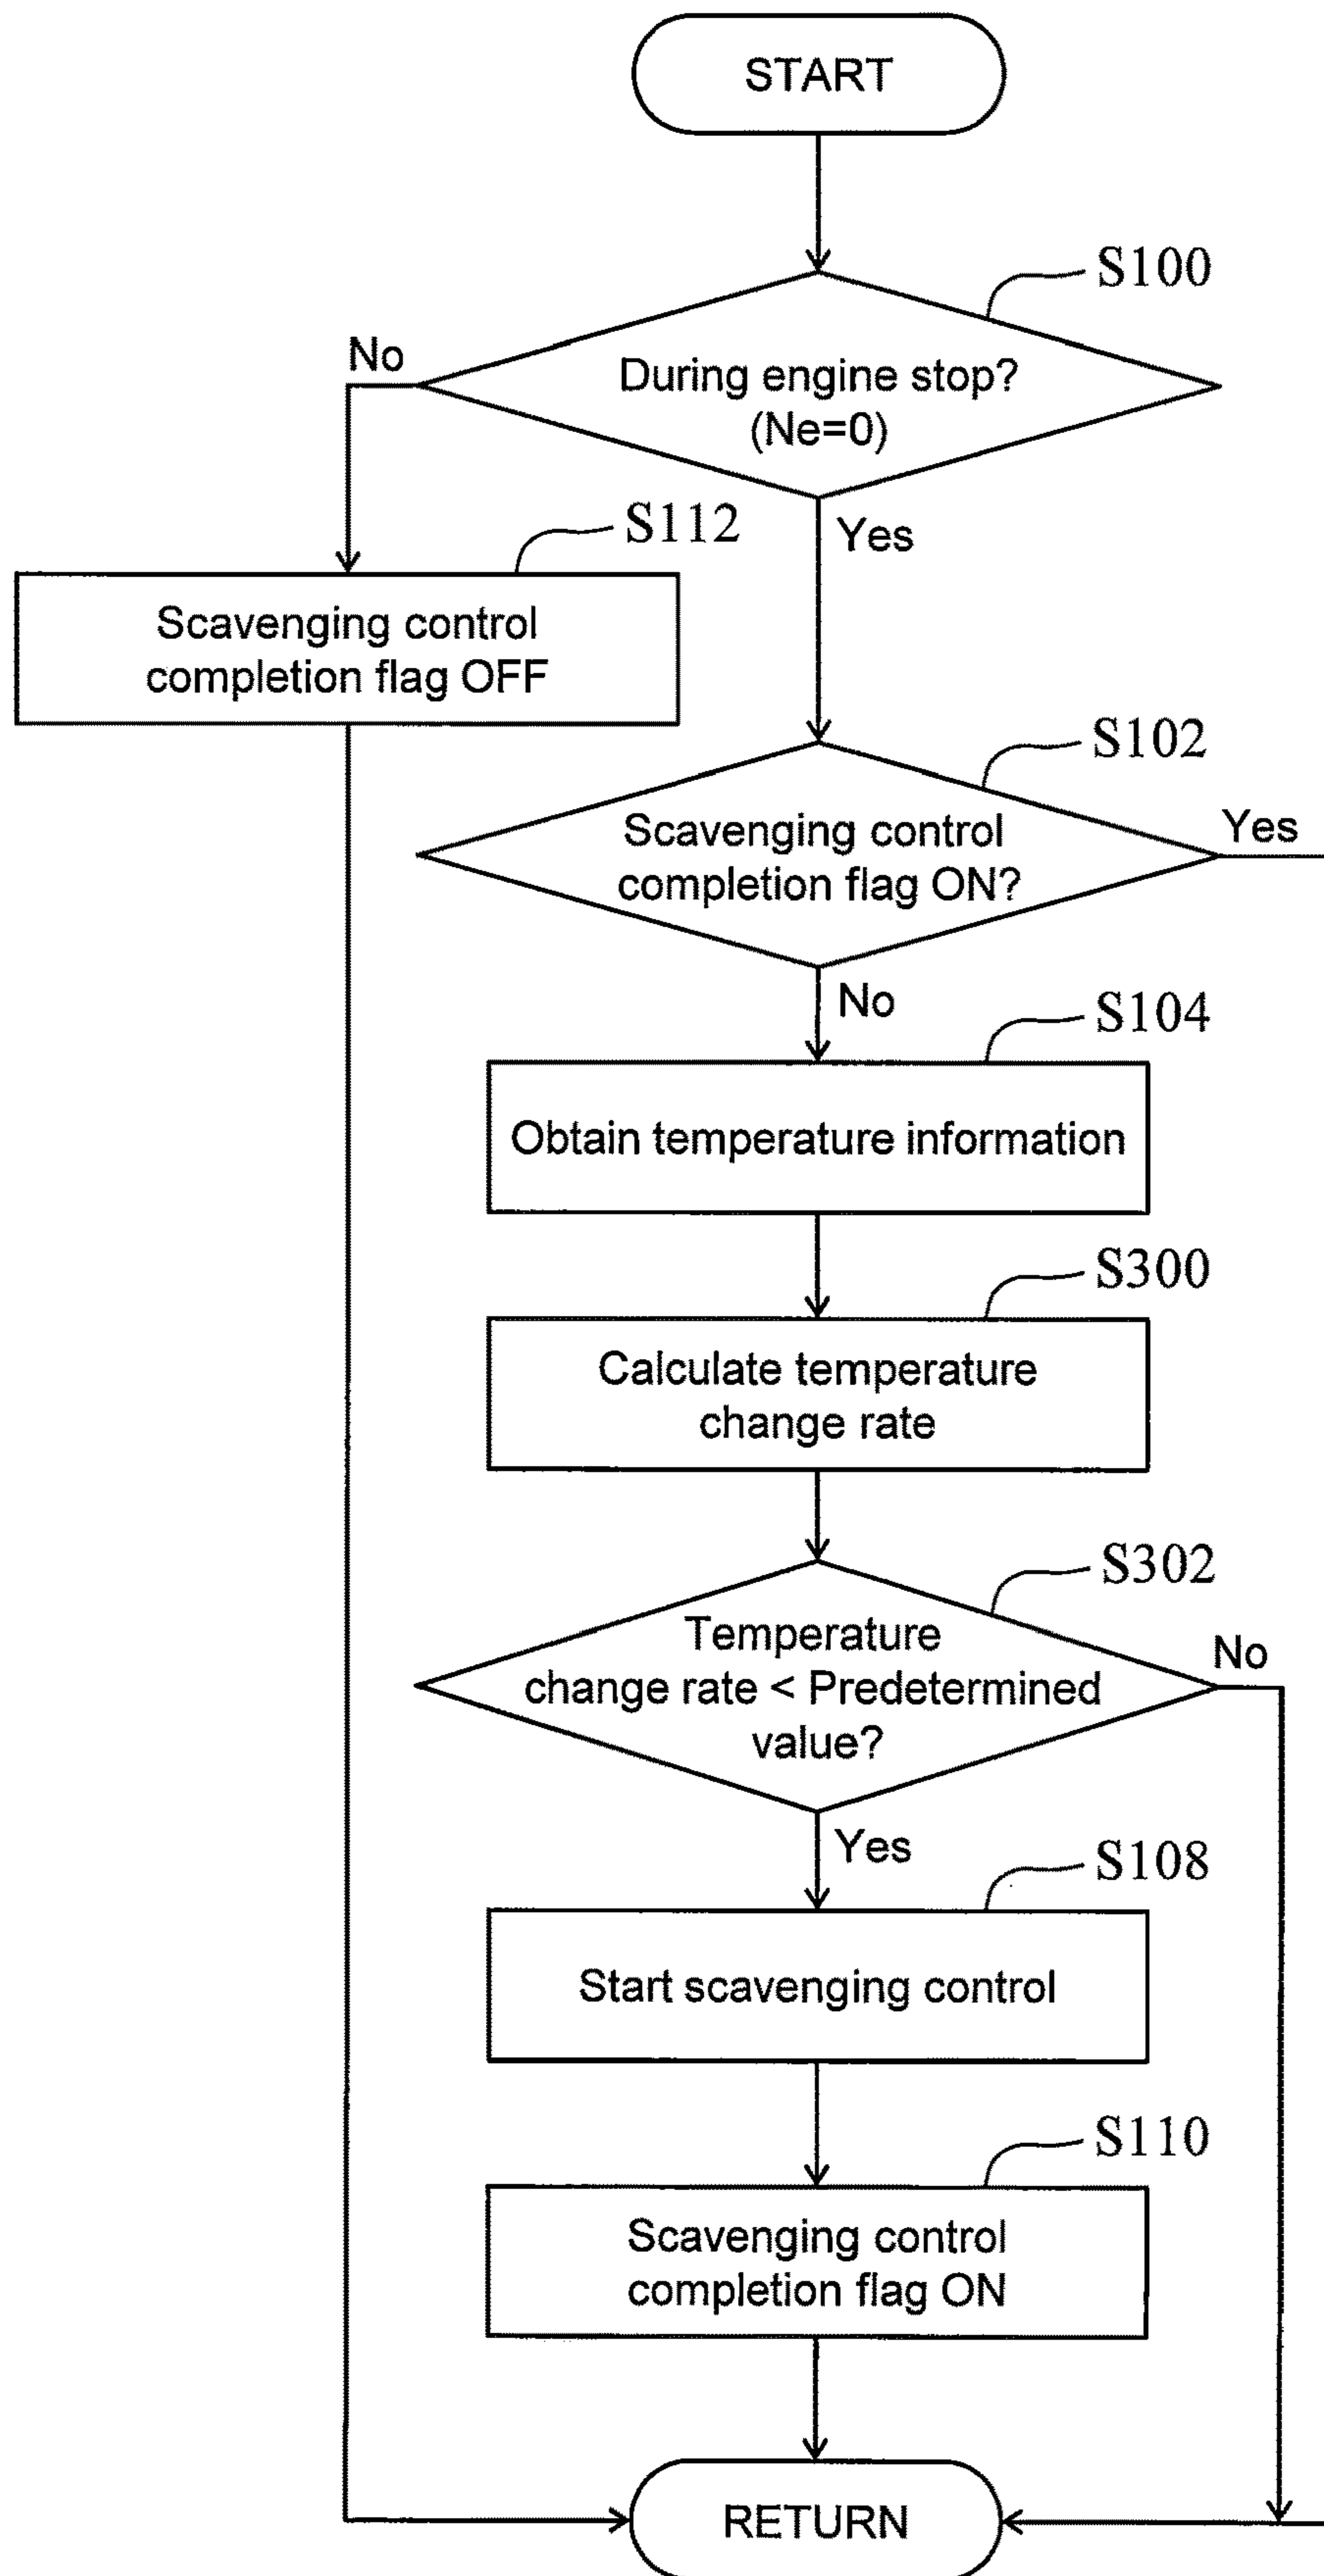 START
S100
No
During engine stop?
(Ne=0)
S112
Yes
Scavenging control
completion flag OFF
S102
Yes
Scavenging control
completion flag ON?
No
S104
Obtain temperature information
S300
Calculate temperature
change rate
S302
Temperature
No
change rate < Predetermined
value?
Yes
S108
Start scavenging control
S110
Scavenging control
completion flag ON
RETURN